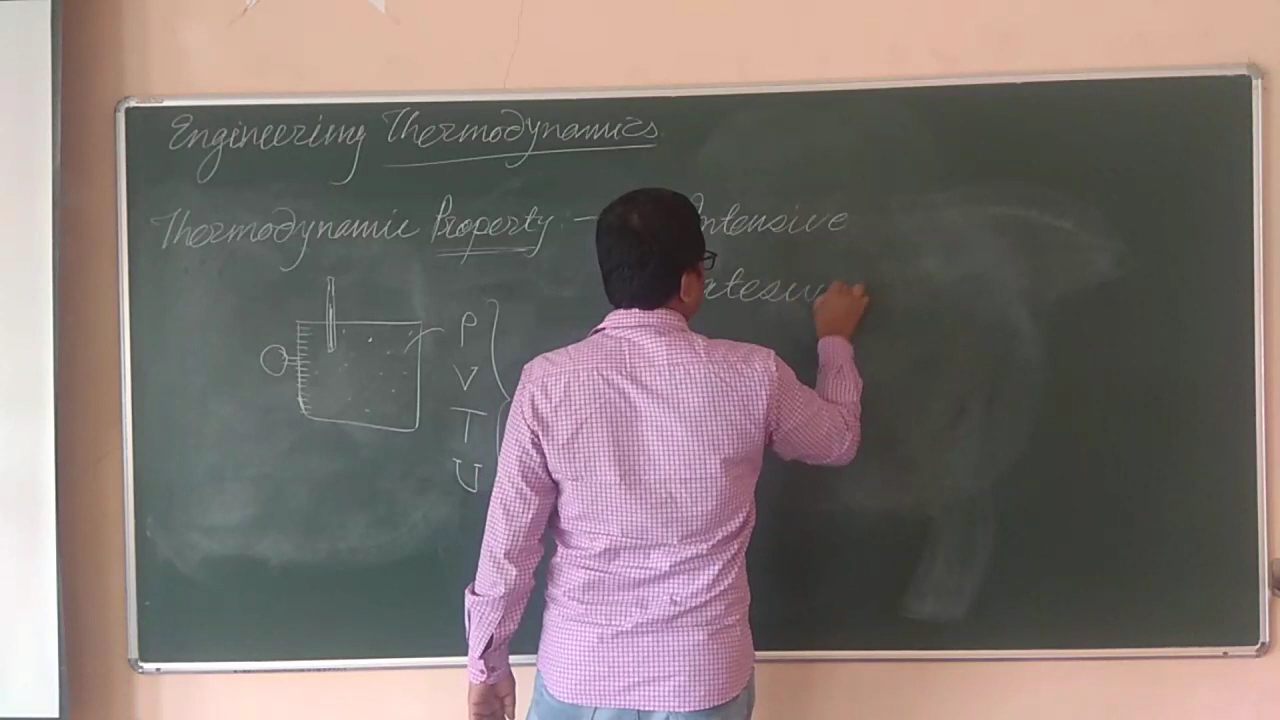 Engineering Thermodynamics
Thermodynamic Property :- Intensive
P
V
T
U